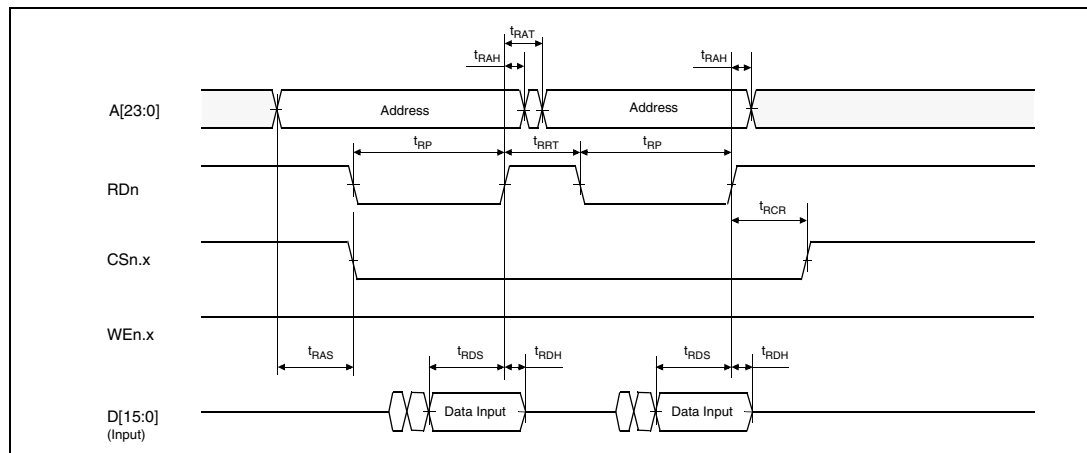 tRAT
tRAH tRAH
A[23:0] Address Address
tRP tRRT tRP
RDn
tRCR
CSn.x
WEn.x
tRAS tRDS tRDH tRDS tRDH
D[15:0] Data Input Data Input
(Input)